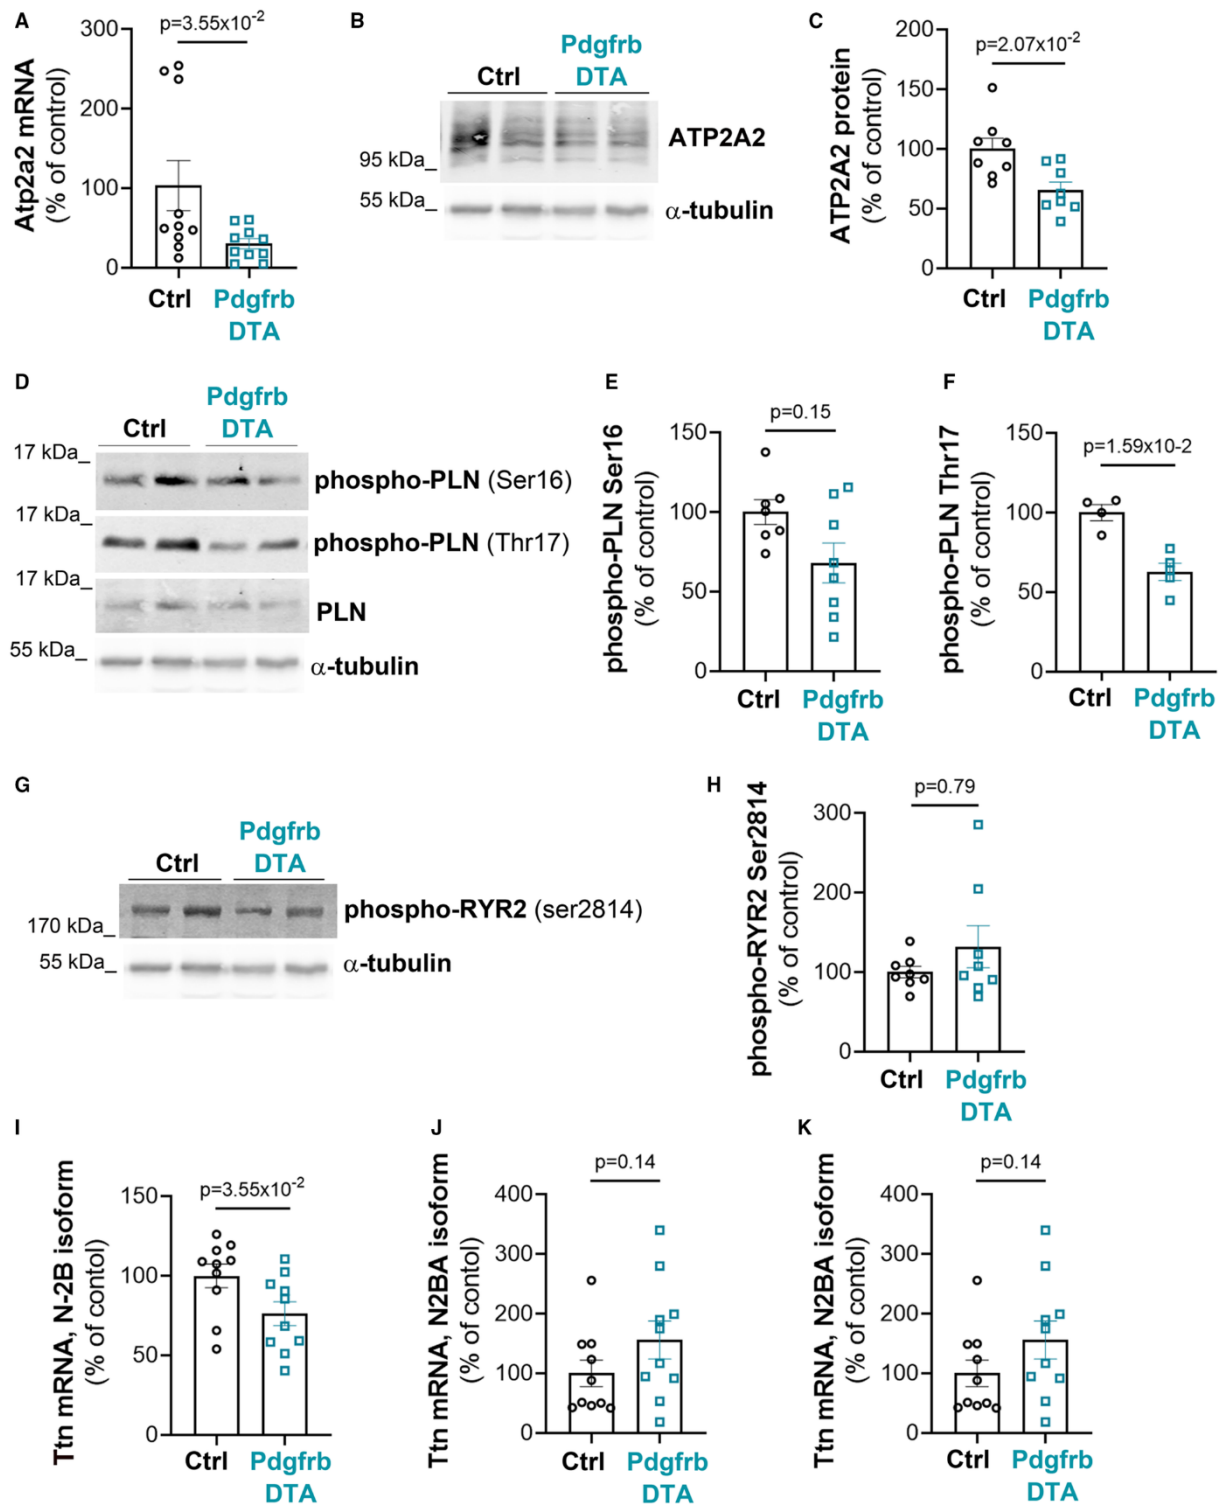 A
p=3.55x10-2
Atp2a2 mRNA
(% of control)
300
200
100
0
Ctrl
Pdgfrb
DTA
B
Ctrl
Pdgfrb
DTA
95 kDa_
ATP2A2
55 kDa_
α-tubulin
C
p=2.07x10-2
ATP2A2 protein
(% of control)
200
150
100
50
0
Ctrl
Pdgfrb
DTA
D
Ctrl
Pdgfrb
DTA
17 kDa_
phospho-PLN (Ser16)
17 kDa_
phospho-PLN (Thr17)
17 kDa_
PLN
55 kDa_
α-tubulin
E
p=0.15
phospho-PLN Ser16
(% of control)
150
100
50
0
Ctrl
Pdgfrb
DTA
F
p=1.59x10-2
phospho-PLN Thr17
(% of control)
150
100
50
0
Ctrl
Pdgfrb
DTA
G
Ctrl
Pdgfrb
DTA
170 kDa_
phospho-RYR2 (ser2814)
55 kDa_
α-tubulin
H
p=0.79
phospho-RYR2 Ser2814
(% of control)
300
200
100
0
Ctrl
Pdgfrb
DTA
I
p=3.55x10-2
Ttn mRNA, N-2B isoform
(% of contol)
150
100
50
0
Ctrl
Pdgfrb
DTA
J
p=0.14
Ttn mRNA, N2BA isoform
(% of control)
400
300
200
100
0
Ctrl
Pdgfrb
DTA
K
p=0.14
Ttn mRNA, N2BA isoform
(% of control)
400
300
200
100
0
Ctrl
Pdgfrb
DTA